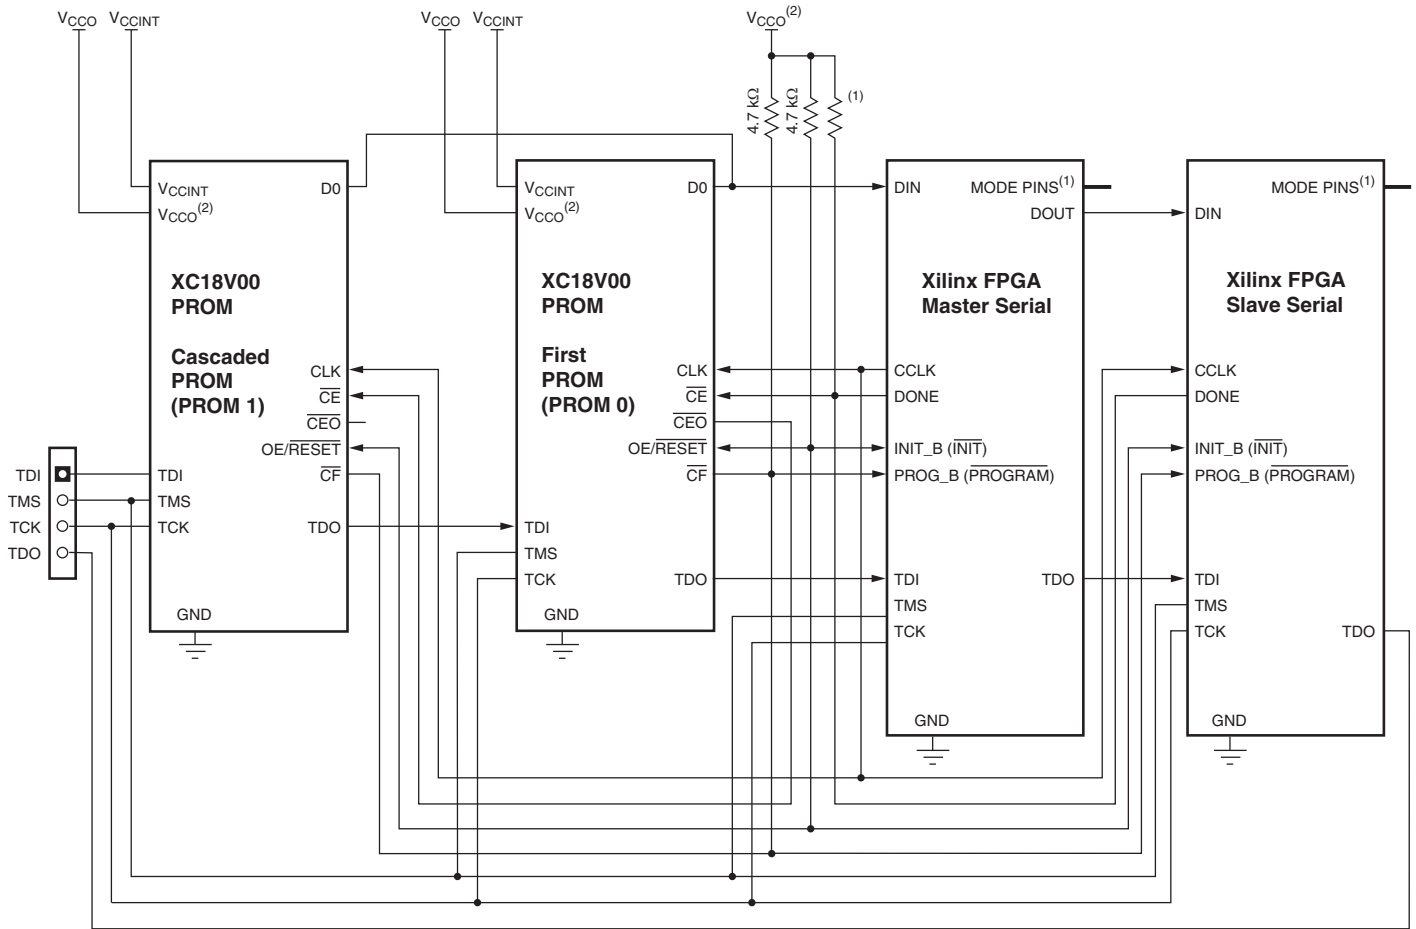 VCCO VCCINT
VCCO VCCINT
VCCO(2)
4.7 kΩ
4.7 kΩ
(1)
VCCINT
VCCO(2)
D0
XC18V00
PROM
Cascaded
PROM
(PROM 1)
CLK
CE
CEO
OE/RESET
CF
TDI
TMS
TCK
TDO
GND
TDI
TMS
TCK
TDO
VCCINT
VCCO(2)
D0
XC18V00
PROM
First
PROM
(PROM 0)
CLK
CE
CEO
OE/RESET
CF
TDI
TMS
TCK
TDO
GND
DIN
MODE PINS(1)
DOUT
Xilinx FPGA
Master Serial
CCLK
DONE
INIT_B (INIT)
PROG_B (PROGRAM)
TDI
TMS
TCK
TDO
GND
MODE PINS(1)
DIN
Xilinx FPGA
Slave Serial
CCLK
DONE
INIT_B (INIT)
PROG_B (PROGRAM)
TDI
TMS
TCK
TDO
GND